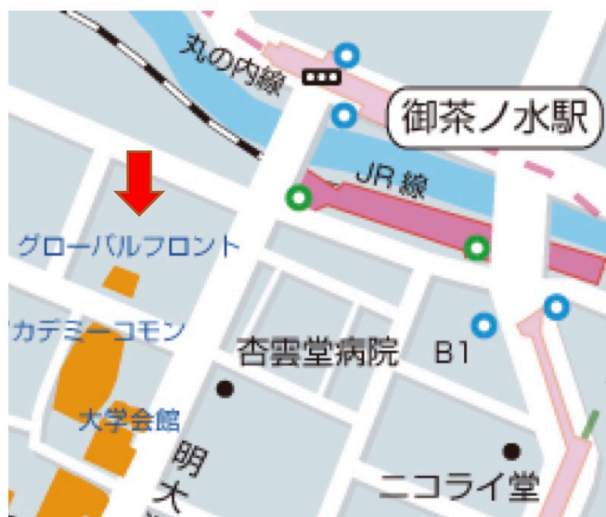 丸の内線
御茶ノ水駅
JR線
グローバルフロント
カデミーコモン
杏雲堂病院
B1
大学会館
明大
ニコライ堂